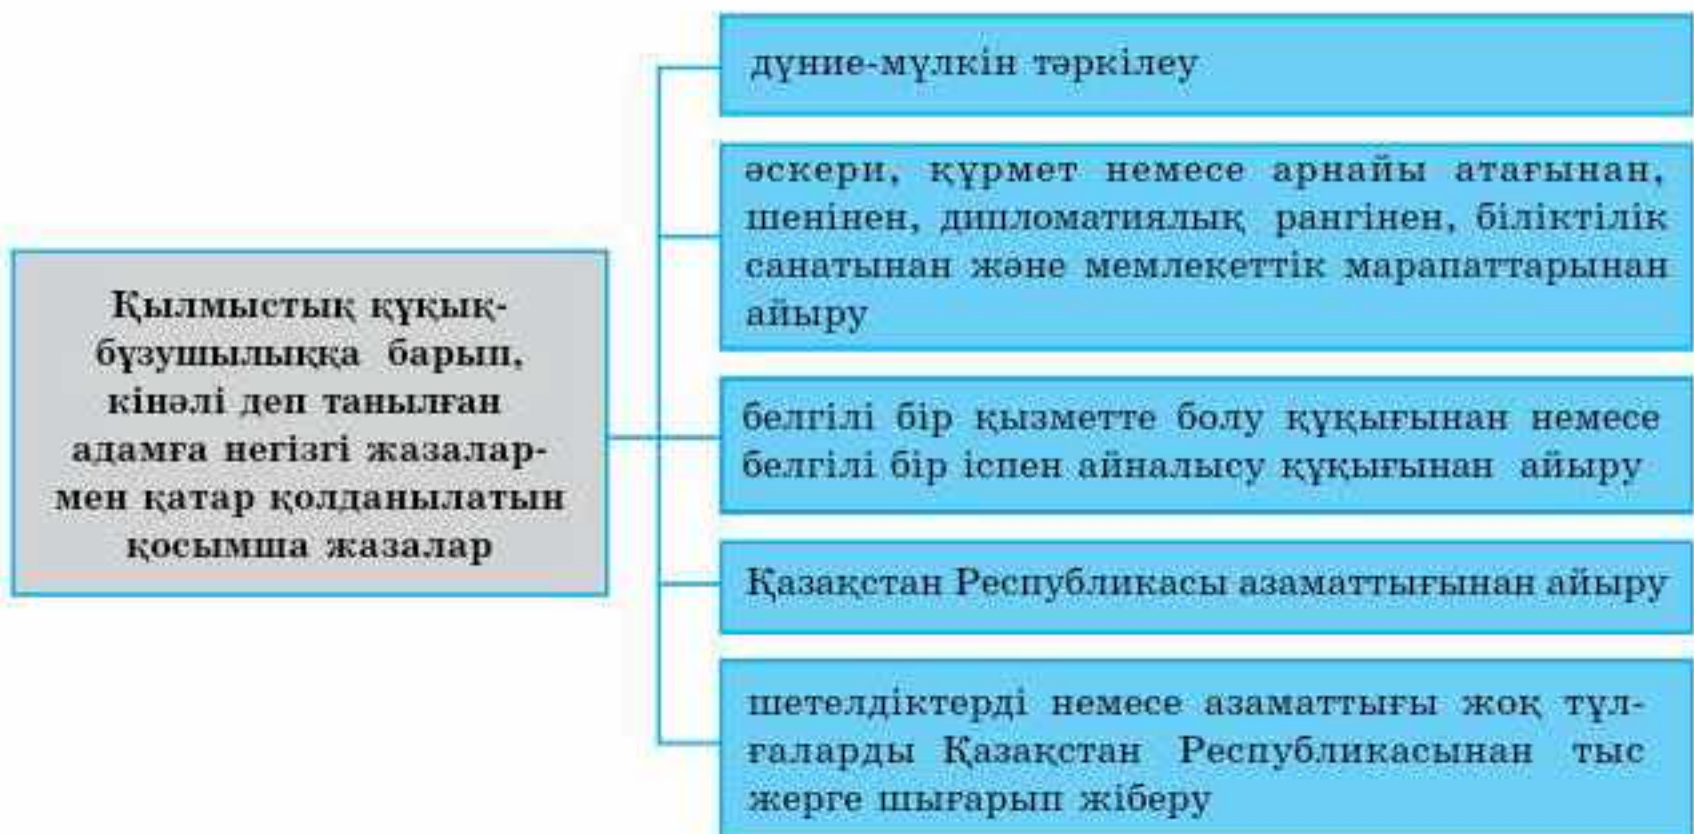 Қылмыстық құқық-
бұзушылыққа барып,
кінәлі деп танылған
адамға негізгі жазалар-
мен қатар қолданылатын
қосымша жазалар
дүние-мүлкін тәркілеу
әскери, құрмет немесе арнайы атағынан,
шенінен, дипломатиялық рангінен, біліктілік
санатынан және мемлекеттік марапаттарынан
айыру
белгілі бір қызметте болу құқығынан немесе
белгілі бір іспен айналысу құқығынан айыру
Қазақстан Республикасы азаматтығынан айыру
шетелдіктерді немесе азаматтығы жоқ тұл-
ғаларды Қазақстан Республикасынан тыс
жерге шығарып жіберу